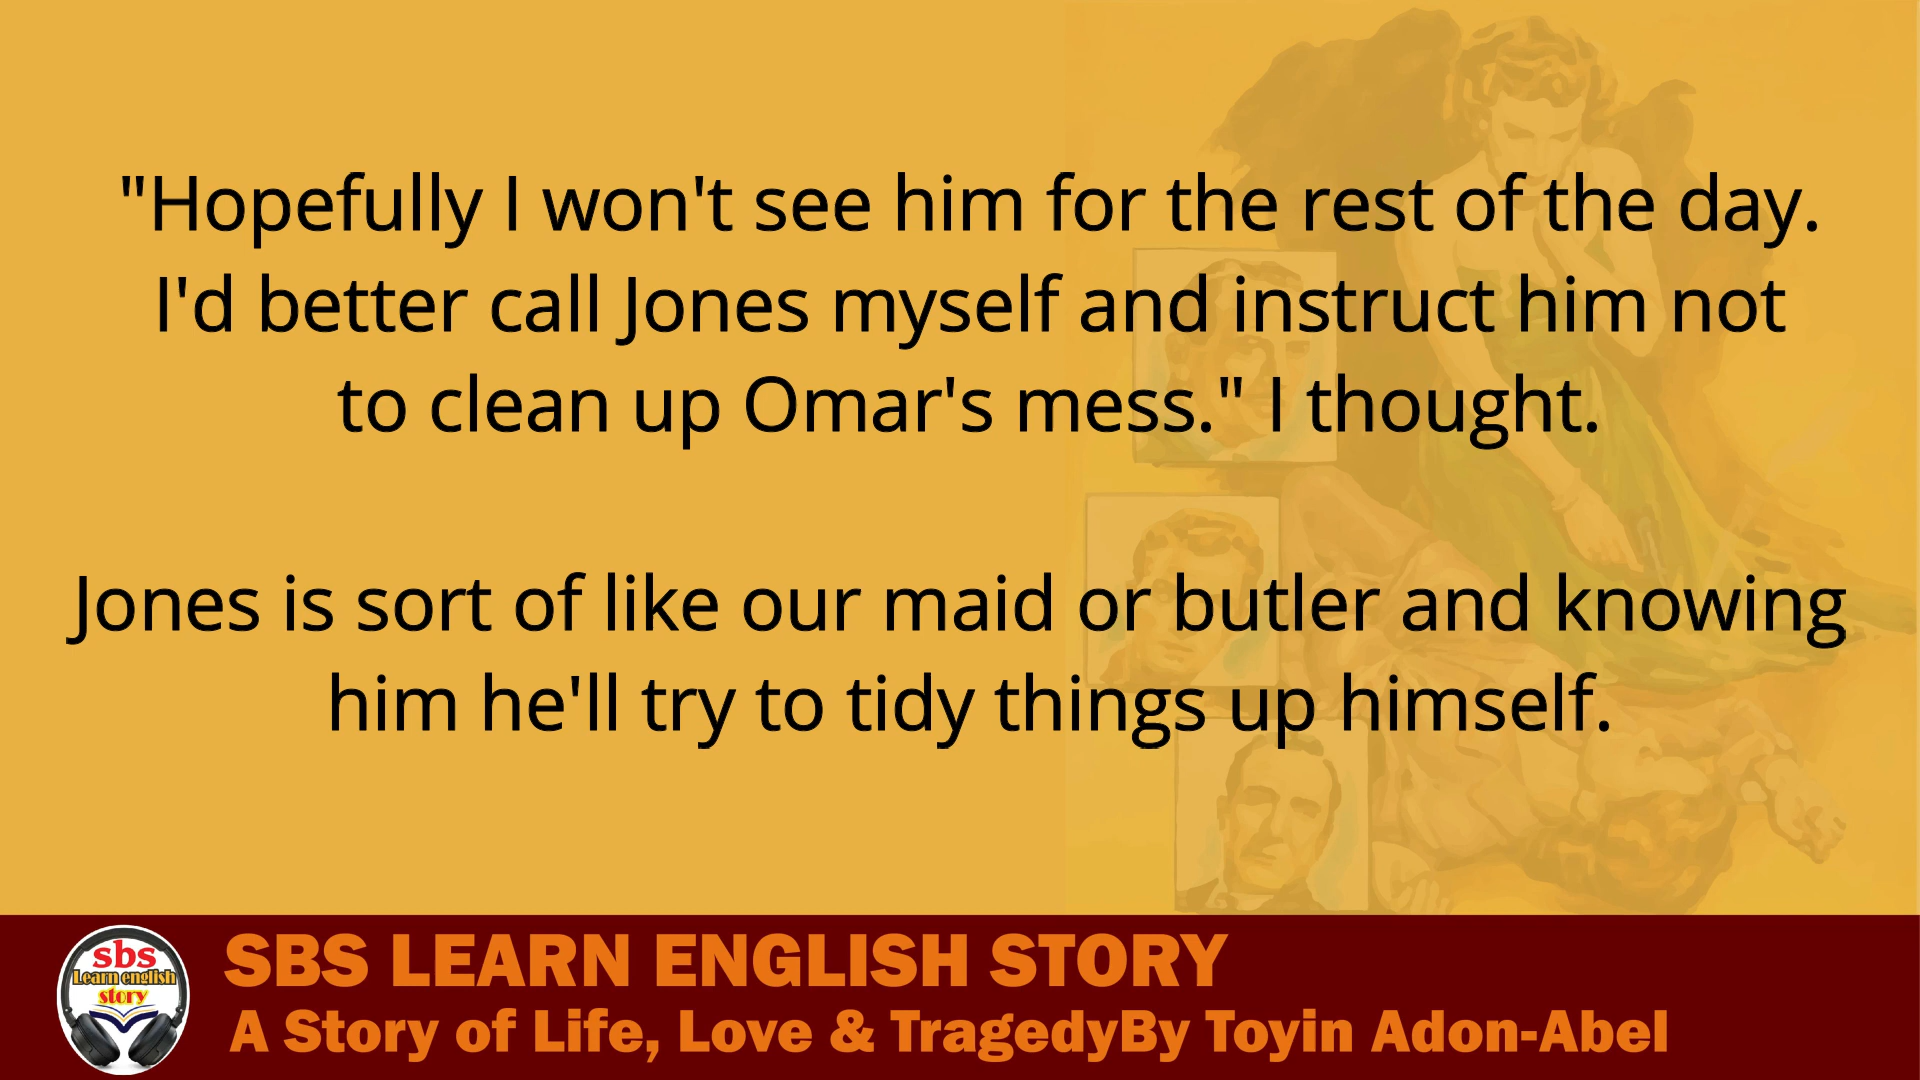 "Hopefully I won't see him for the rest of the day.
I'd better call Jones myself and instruct him not
to clean up Omar's mess." I thought.
Jones is sort of like our maid or butler and knowing
him he'll try to tidy things up himself.
sbs
Learn english
story
SBS LEARN ENGLISH STORY
A Story of Life, Love & TragedyBy Toyin Adon-Abel